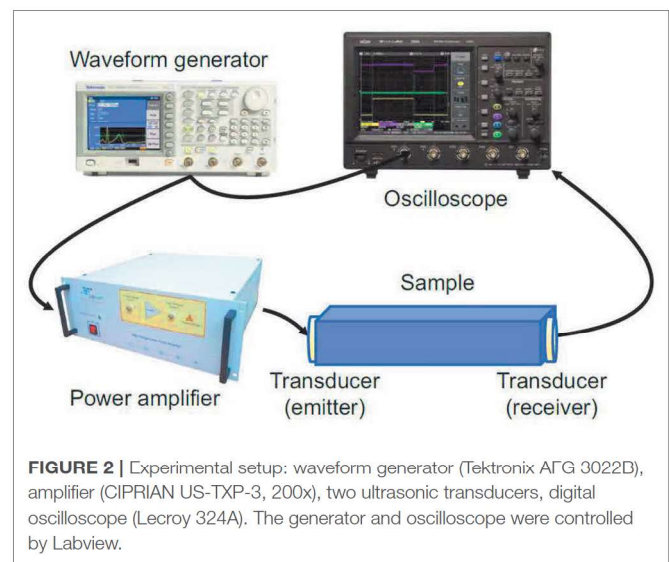 Waveform generator
Tektronix
Oscilloscope
Sample
Power amplifier
Transducer
(emitter)
Transducer
(receiver)
FIGURE 2 | Experimental setup: waveform generator (Tektronix AFG 3022B),
amplifier (CIPRIAN US-TXP-3, 200x), two ultrasonic transducers, digital
oscilloscope (Lecroy 324A). The generator and oscilloscope were controlled
by Labview.